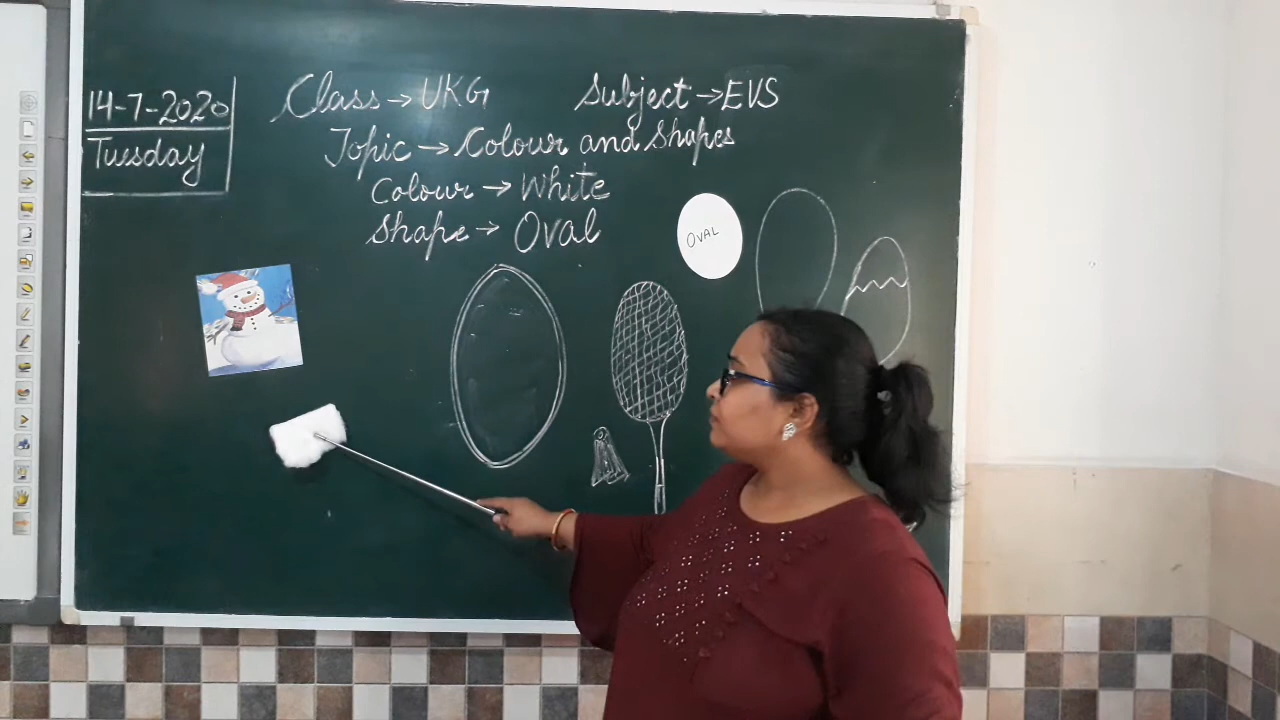 14-7-2020
Tuesday
Class → UKG
Subject → EVS
Topic → Colour and Shapes
Colour → White
Shape → Oval
OVAL